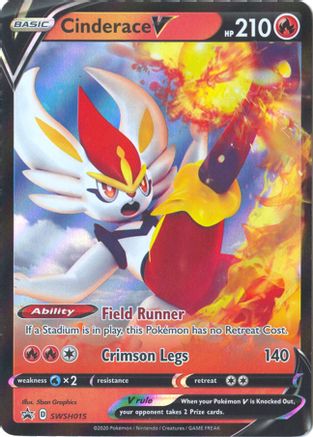 BASIC Cinderace V HP 210
Ability Field Runner
If a Stadium is in play, this Pokémon has no Retreat Cost.
Crimson Legs 140
weakness ×2 resistance retreat
Illus. 5ban Graphics
V rule When your Pokémon V is Knocked Out,
your opponent takes 2 Prize cards.
D SWSH015
©2020 Pokémon / Nintendo / Creatures / GAME FREAK